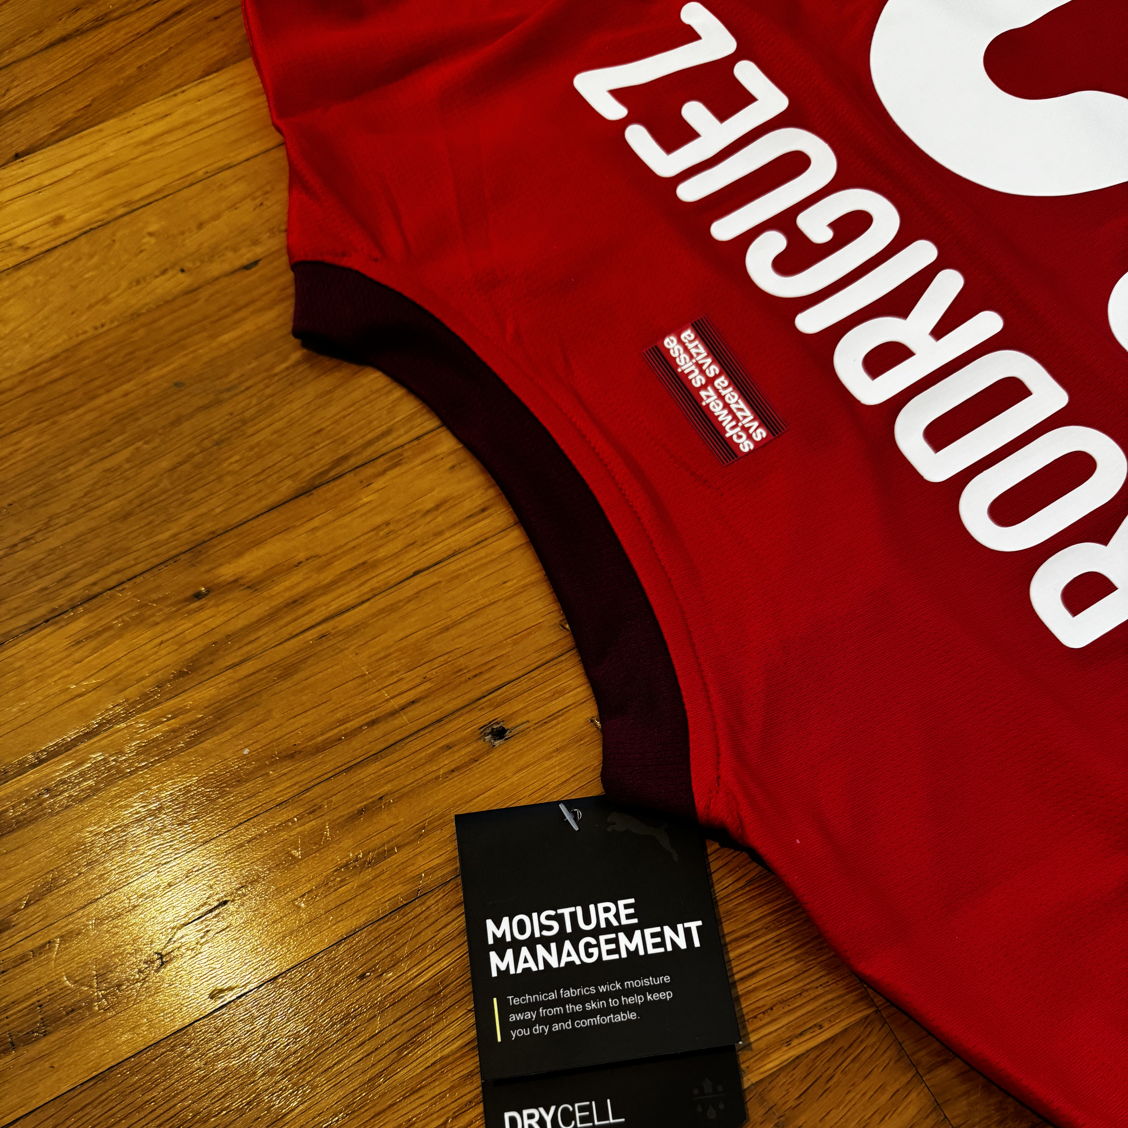 RODRIGUEZ
schweiz suisse
svizzera svizra
MOISTURE
MANAGEMENT
Technical fabrics wick moisture
away from the skin to help keep
you dry and comfortable.
DRYCELL